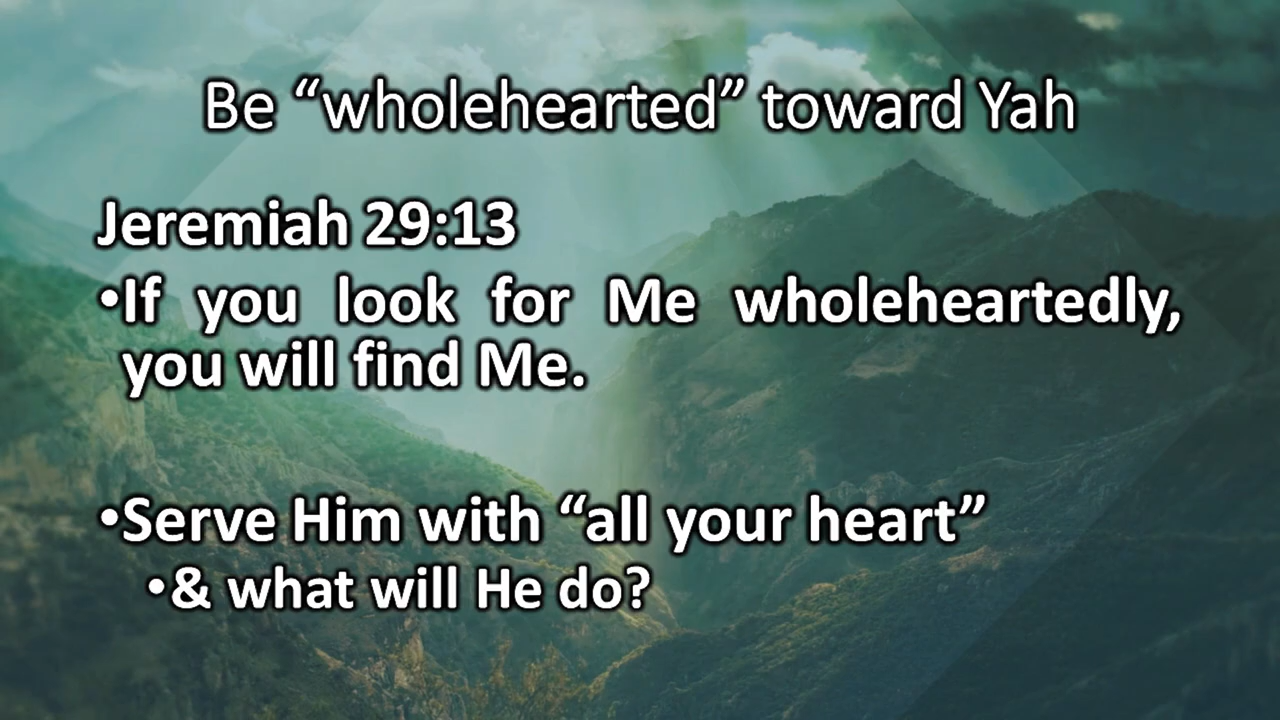 Be “wholehearted” toward Yah
Jeremiah 29:13
•If you look for Me wholeheartedly,
you will find Me.
•Serve Him with “all your heart”
•& what will He do?